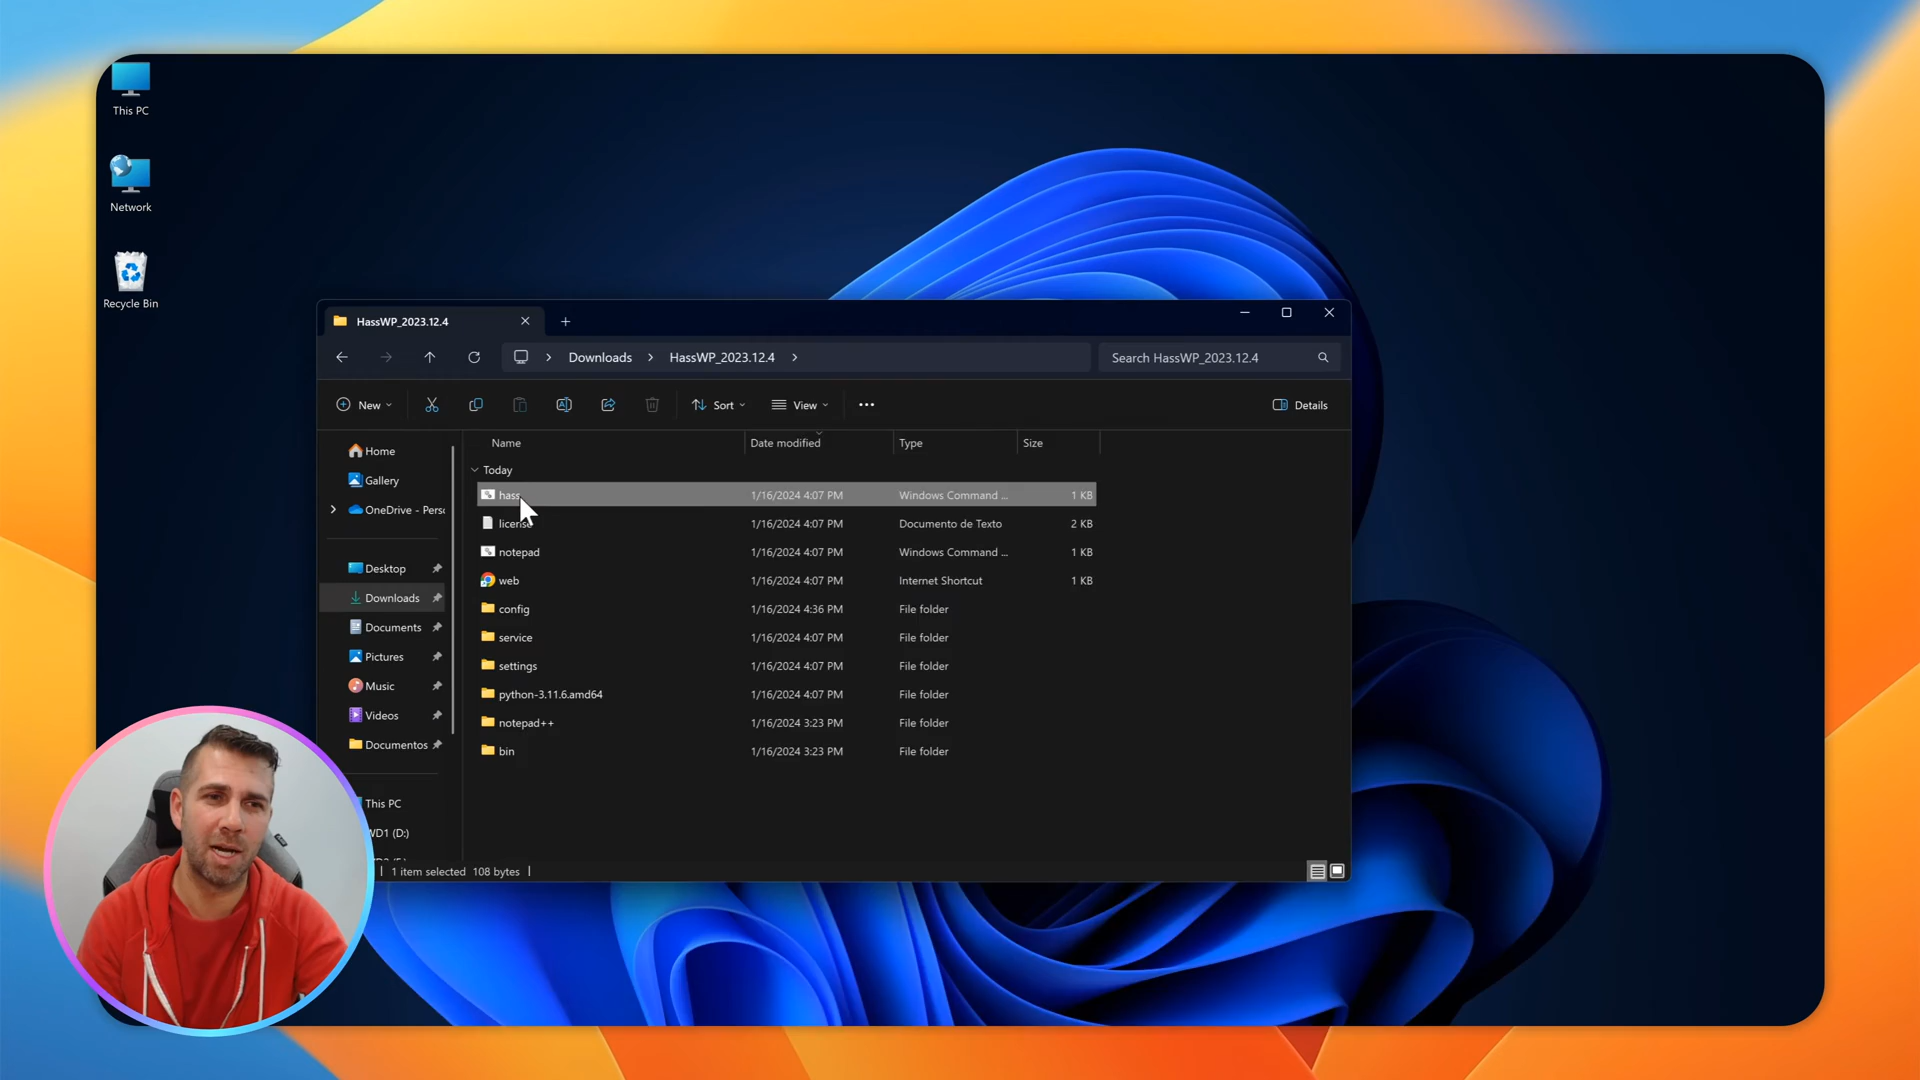 This PC
Network
Recycle Bin
HassWP_2023.12.4
Downloads HassWP_2023.12.4
Search HassWP_2023.12.4
New
Sort
View
Details
Home
Gallery
OneDrive - Pers
Desktop
Downloads
Documents
Pictures
Music
Videos
Documentos
This PC
WD1 (D:)
Name Date modified Type Size
Today
hass 1/16/2024 4:07 PM Windows Command ... 1 KB
license 1/16/2024 4:07 PM Documento de Texto 2 KB
notepad 1/16/2024 4:07 PM Windows Command ... 1 KB
web 1/16/2024 4:07 PM Internet Shortcut 1 KB
config 1/16/2024 4:36 PM File folder
service 1/16/2024 4:07 PM File folder
settings 1/16/2024 4:07 PM File folder
python-3.11.6.amd64 1/16/2024 4:07 PM File folder
notepad++ 1/16/2024 3:23 PM File folder
bin 1/16/2024 3:23 PM File folder
1 item selected 108 bytes